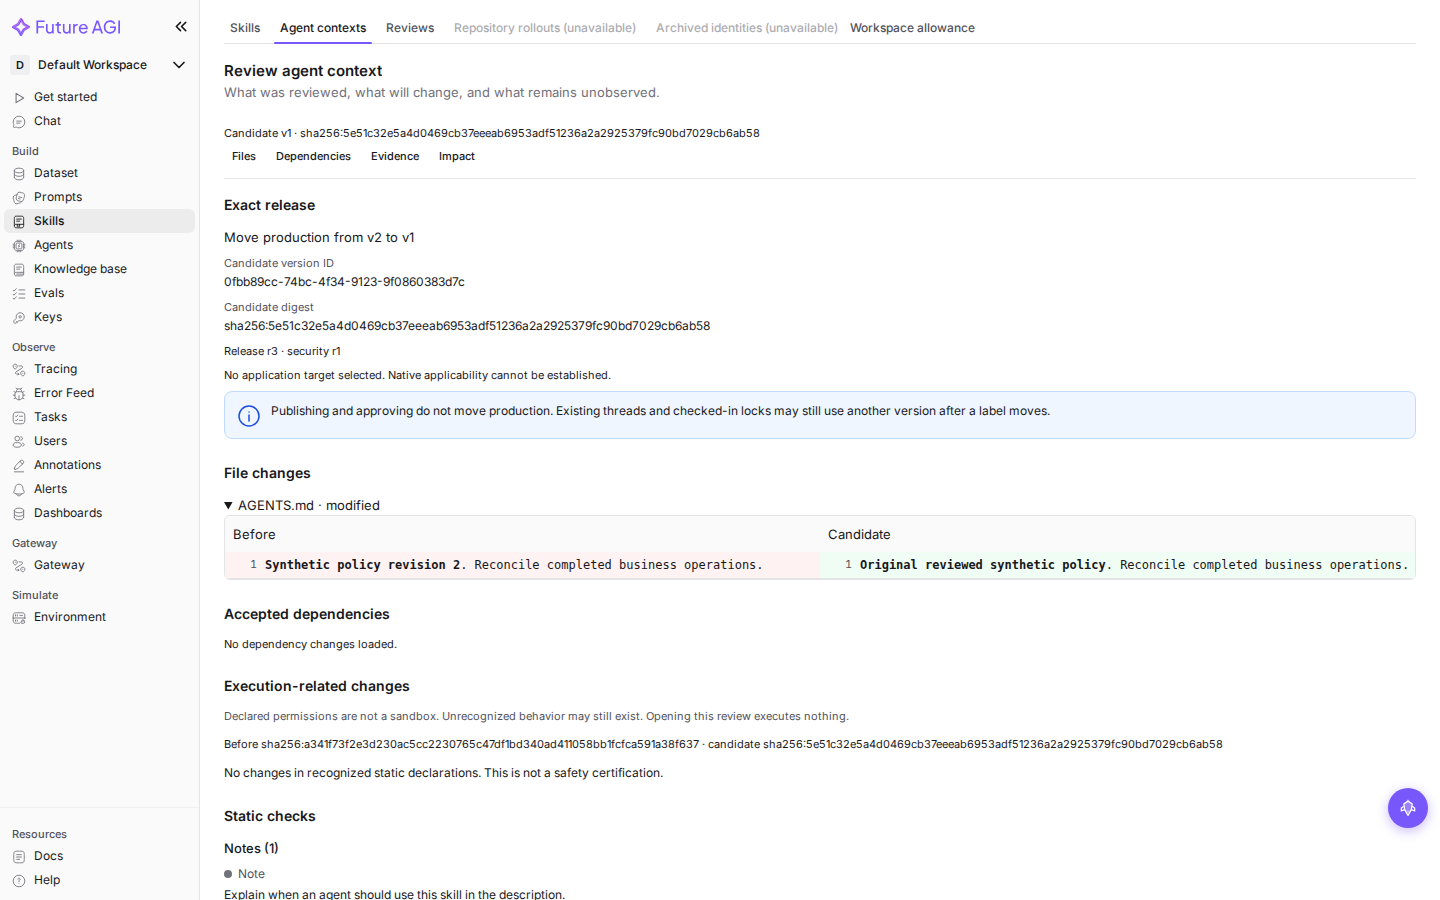 Future AGI
D Default Workspace
Get started
Chat
Build
Dataset
Prompts
Skills
Agents
Knowledge base
Evals
Keys
Observe
Tracing
Error Feed
Tasks
Users
Annotations
Alerts
Dashboards
Gateway
Gateway
Simulate
Environment
Resources
Docs
Help
Skills Agent contexts Reviews Repository rollouts (unavailable) Archived identities (unavailable) Workspace allowance
Review agent context
What was reviewed, what will change, and what remains unobserved.
Candidate v1 · sha256:5e51c32e5a4d0469cb37eeeab6953adf51236a2a2925379fc90bd7029cb6ab58
Files Dependencies Evidence Impact
Exact release
Move production from v2 to v1
Candidate version ID
0fbb89cc-74bc-4f34-9123-9f0860383d7c
Candidate digest
sha256:5e51c32e5a4d0469cb37eeeab6953adf51236a2a2925379fc90bd7029cb6ab58
Release r3 · security r1
No application target selected. Native applicability cannot be established.
Publishing and approving do not move production. Existing threads and checked-in locks may still use another version after a label moves.
File changes
AGENTS.md · modified
Before Candidate
1 Synthetic policy revision 2. Reconcile completed business operations. 1 Original reviewed synthetic policy. Reconcile completed business operations.
Accepted dependencies
No dependency changes loaded.
Execution-related changes
Declared permissions are not a sandbox. Unrecognized behavior may still exist. Opening this review executes nothing.
Before sha256:a341f73f2e3d230ac5cc2230765c47df1bd340ad411058bb1fcfca591a38f637 · candidate sha256:5e51c32e5a4d0469cb37eeeab6953adf51236a2a2925379fc90bd7029cb6ab58
No changes in recognized static declarations. This is not a safety certification.
Static checks
Notes (1)
Note
Explain when an agent should use this skill in the description.